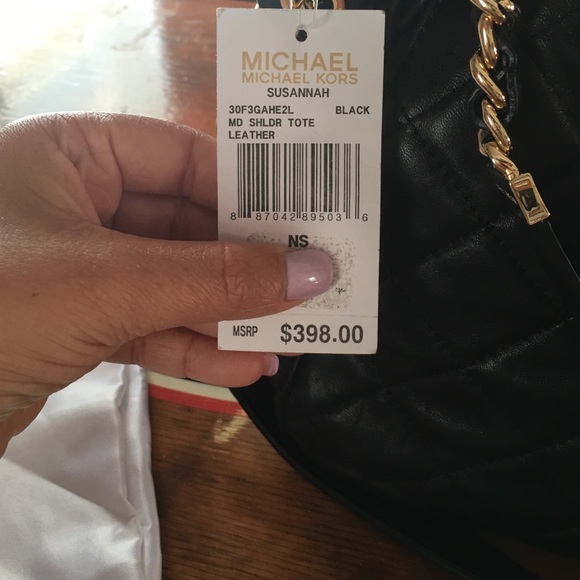 MICHAEL
MICHAEL KORS
SUSANNAH
30F3GAHE2L BLACK
MD SHLDR TOTE
LEATHER
8 87042 89503 6
NS
MSRP $398.00